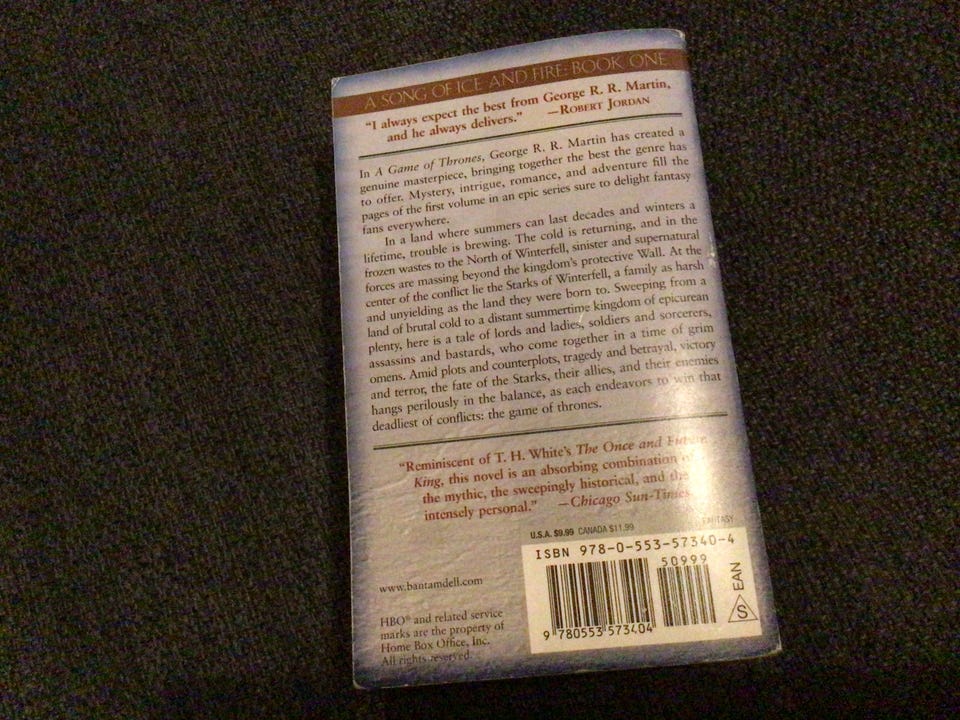 A SONG OF ICE AND FIRE: BOOK ONE
“I always expect the best from George R. R. Martin,
and he always delivers.” —ROBERT JORDAN
In A Game of Thrones, George R. R. Martin has created a
genuine masterpiece, bringing together the best the genre has
to offer. Mystery, intrigue, romance, and adventure fill the
pages of the first volume in an epic series sure to delight fantasy
fans everywhere.
In a land where summers can last decades and winters a
lifetime, trouble is brewing. The cold is returning, and in the
frozen wastes to the North of Winterfell, sinister and supernatural
forces are massing beyond the kingdom’s protective Wall. At the
center of the conflict lie the Starks of Winterfell, a family as harsh
and unyielding as the land they were born to. Sweeping from a
land of brutal cold to a distant summertime kingdom of epicurean
plenty, here is a tale of lords and ladies, soldiers and sorcerers,
assassins and bastards, who come together in a time of grim
omens. Amid plots and counterplots, tragedy and betrayal, victory
and terror, the fate of the Starks, their allies, and their enemies
hangs perilously in the balance, as each endeavors to win that
deadliest of conflicts: the game of thrones.
“Reminiscent of T. H. White’s The Once and Future
King, this novel is an absorbing combination of
the mythic, the sweepingly historical, and the
intensely personal.” —Chicago Sun-Times
FANTASY
U.S.A. $9.99 CANADA $11.99
ISBN 978-0-553-57340-4
50999
EAN
S
9 780553 573404
www.bantamdell.com
HBO® and related service
marks are the property of
Home Box Office, Inc.
All rights reserved.